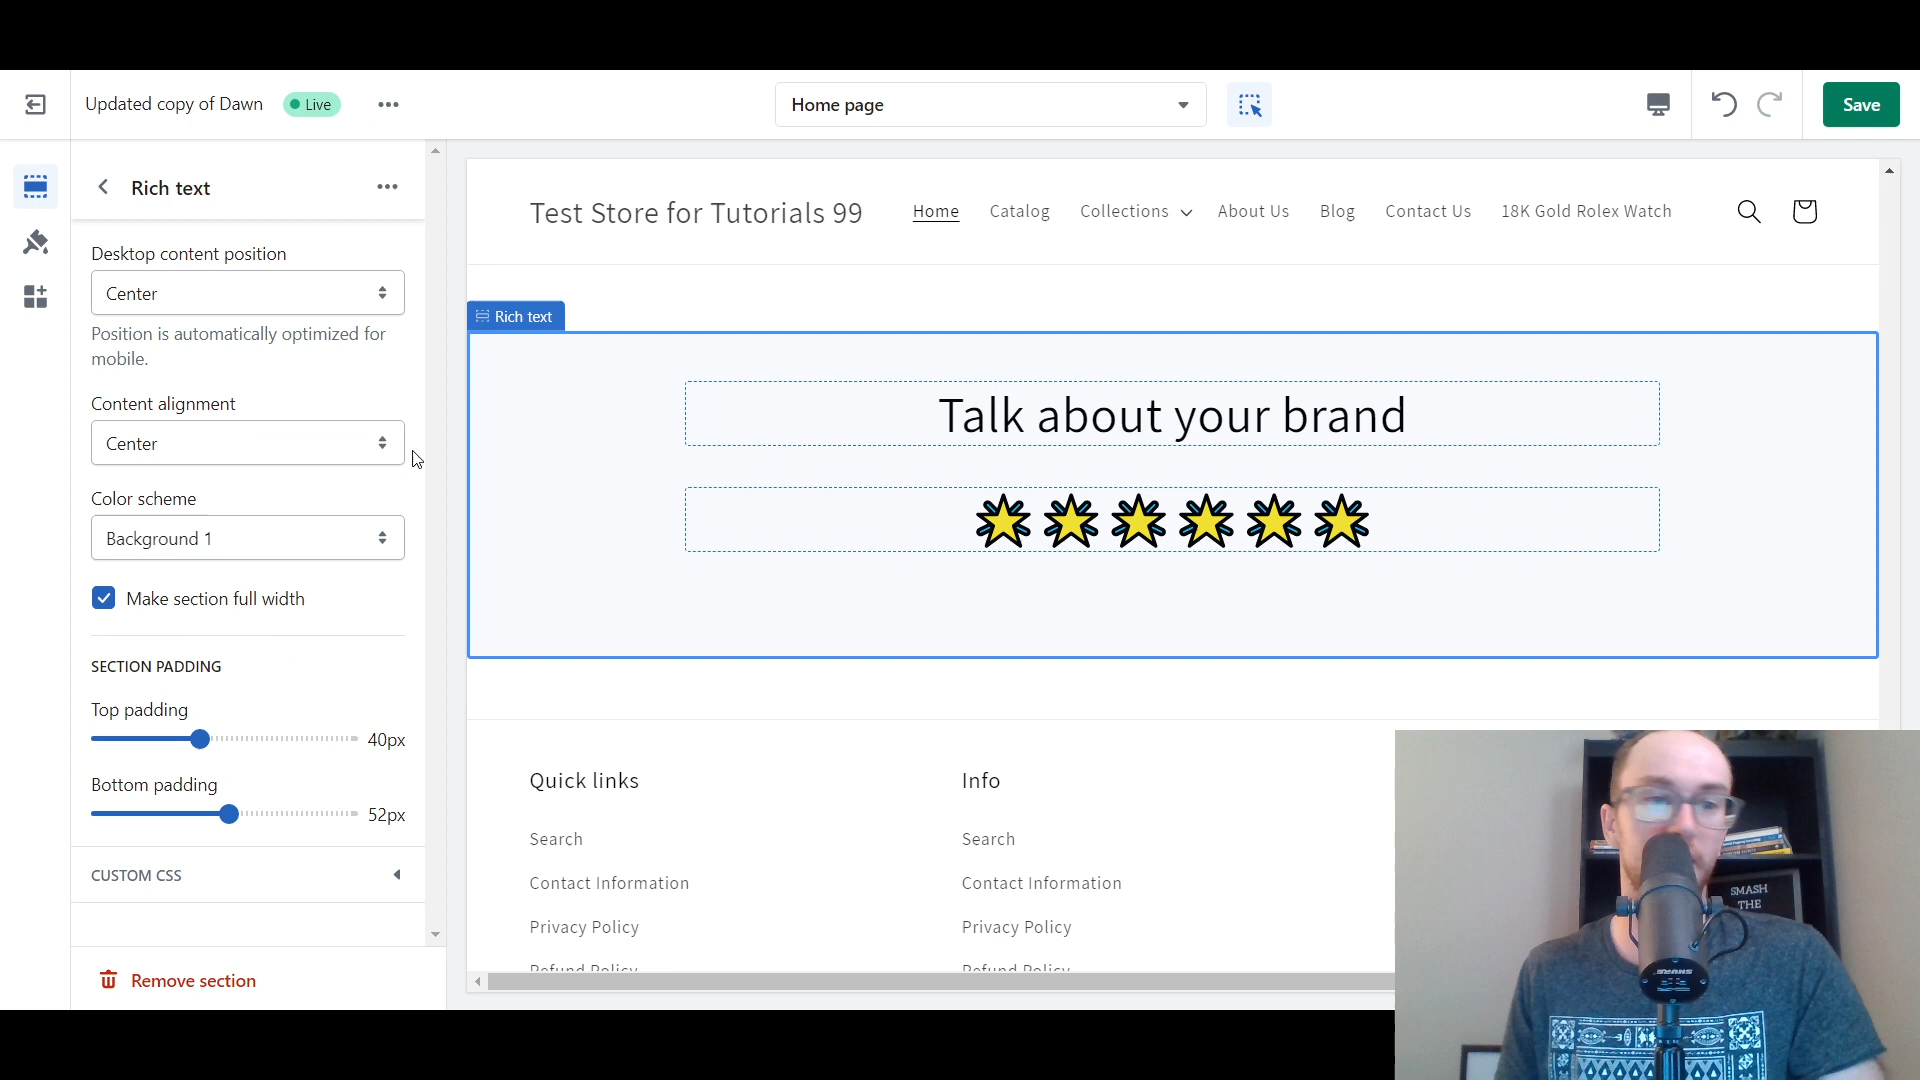 Updated copy of Dawn
Live
Home page
Save
Rich text
Desktop content position
Center
Position is automatically optimized for
mobile.
Content alignment
Center
Color scheme
Background 1
Make section full width
SECTION PADDING
Top padding
40px
Bottom padding
52px
CUSTOM CSS
Remove section
Test Store for Tutorials 99
Home
Catalog
Collections
About Us
Blog
Contact Us
18K Gold Rolex Watch
Rich text
Talk about your brand
Quick links
Search
Contact Information
Privacy Policy
Refund Policy
Info
Search
Contact Information
Privacy Policy
Refund Policy
SMASH
THE